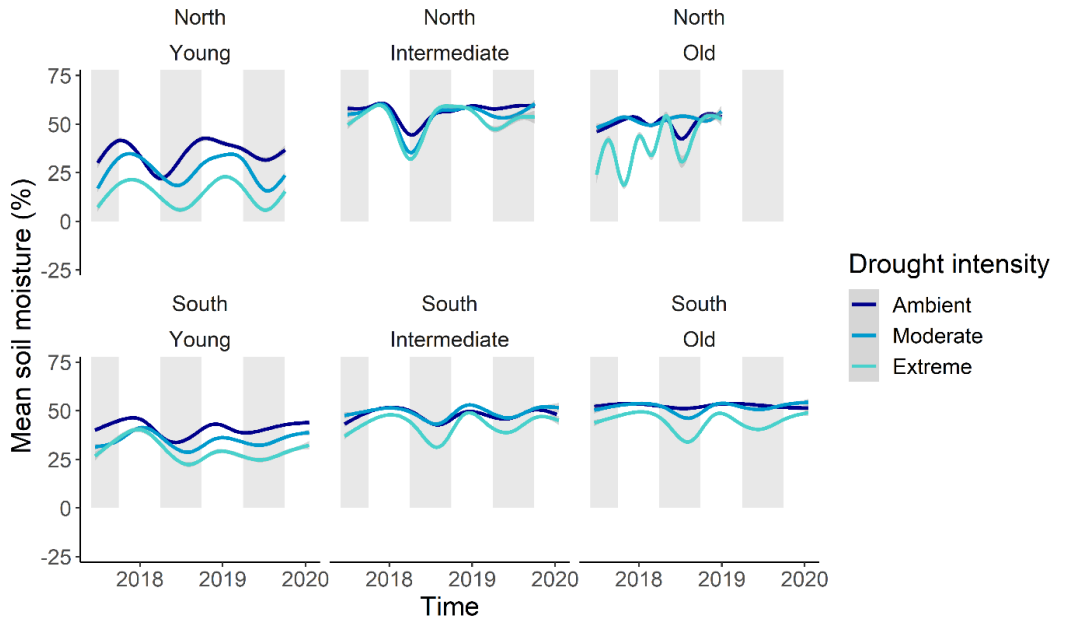 North
North
North
Young
Intermediate
Old
75
50
25
0
-25
South
South
South
Young
Intermediate
Old
75
50
25
0
-25
2018
2019
2020
2018
2019
2020
2018
2019
2020
Time
Mean soil moisture (%)
Drought intensity
Ambient
Moderate
Extreme